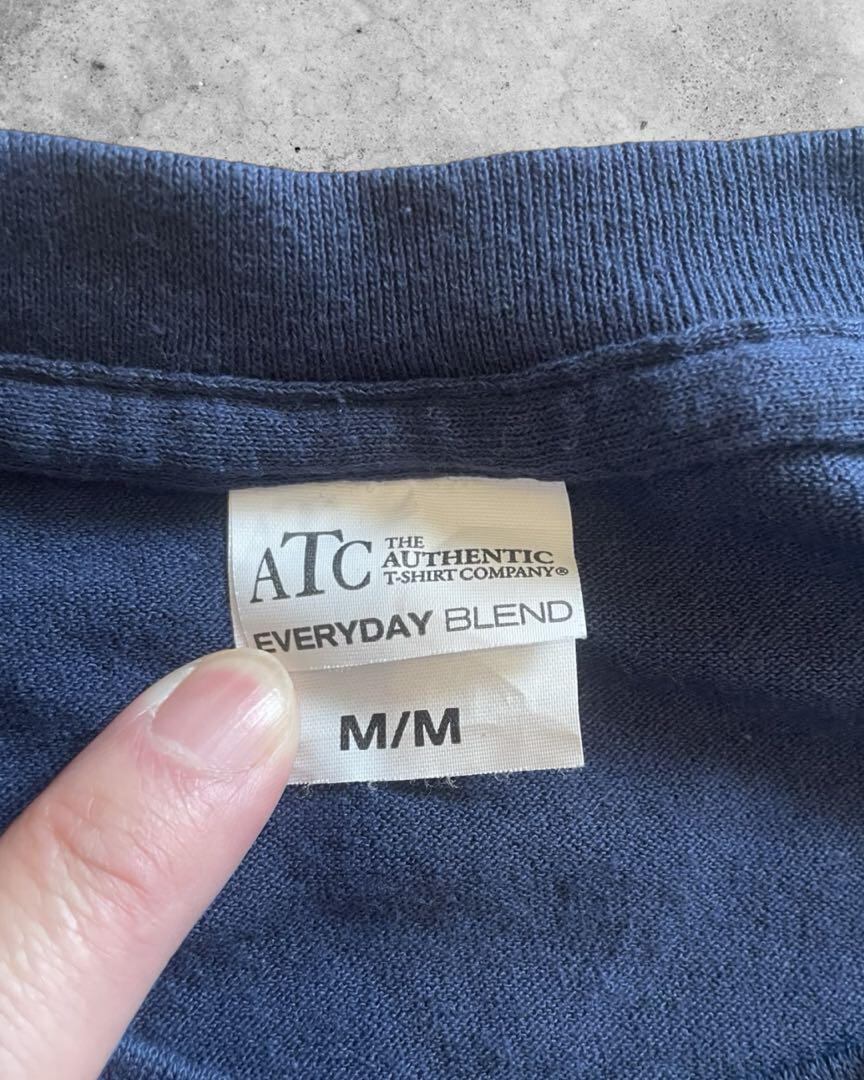 ATC THE
AUTHENTIC
T-SHIRT COMPANY®
EVERYDAY BLEND
M/M